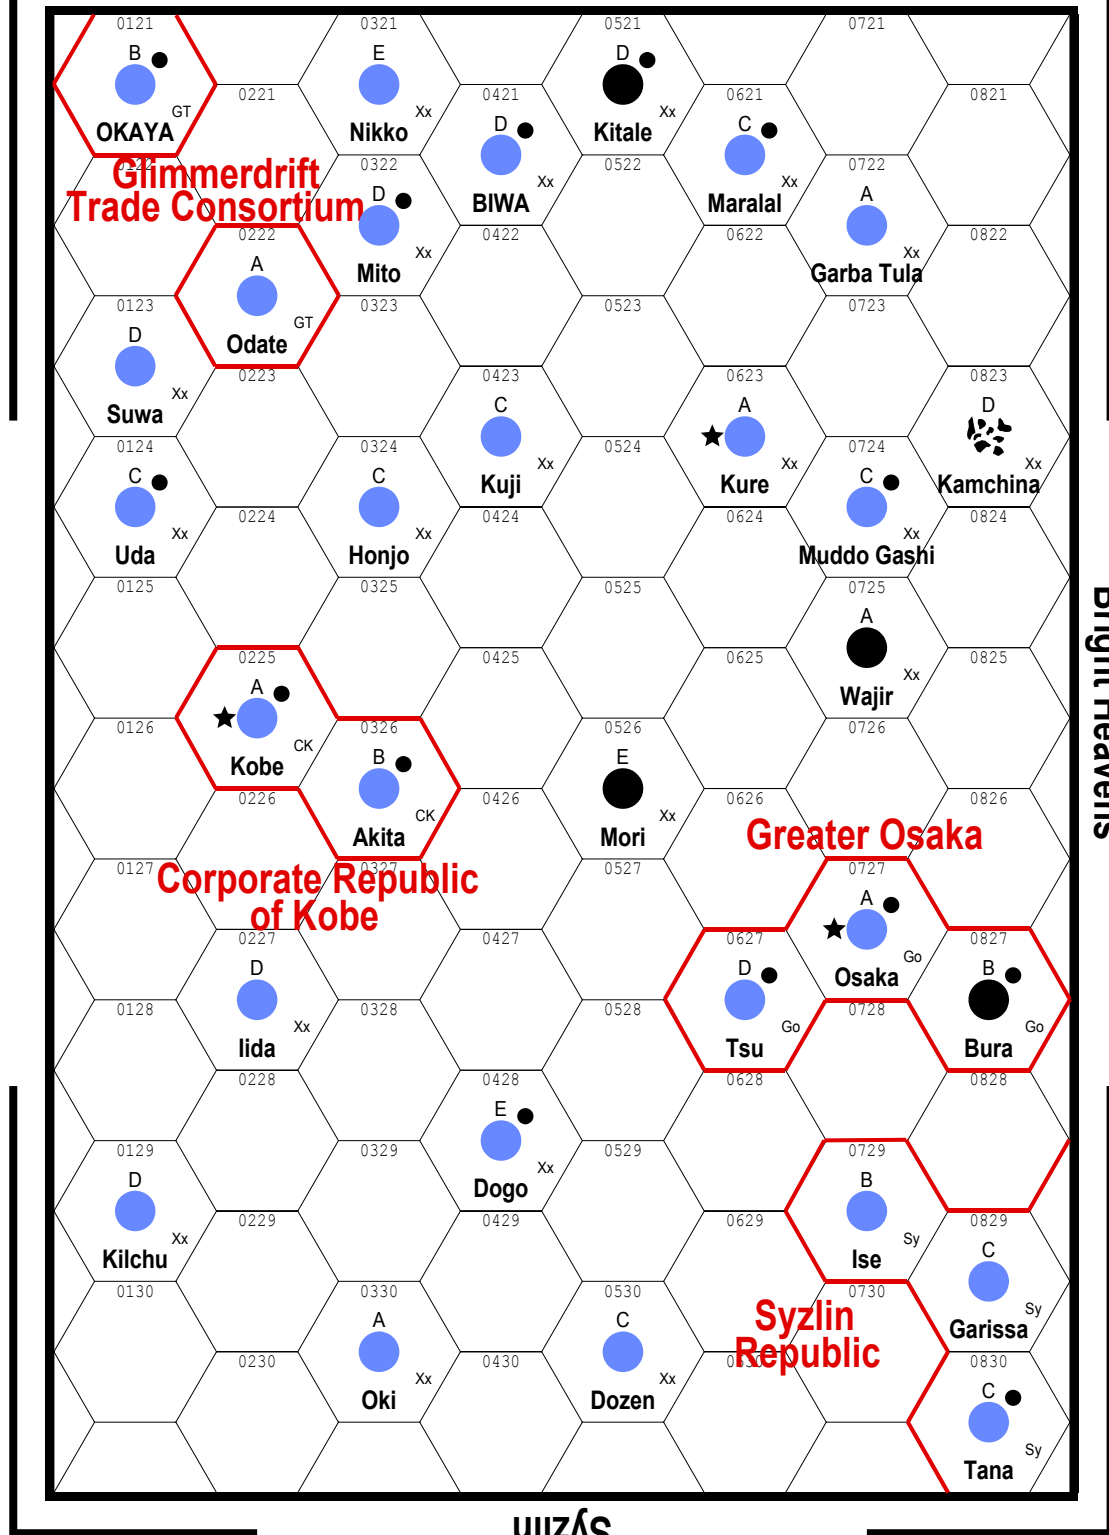 0121
B
GT
OKAYA
0321
E
Xx
Nikko
0521
D
Xx
Kitale
0721
0221
0421
D
Xx
BIWA
0621
C
Xx
Maralal
0821
0122
Glimmerdrift
Trade Consortium
0322
D
Xx
Mito
0522
0722
A
Xx
Garba Tula
0222
A
GT
Odate
0422
0622
0822
0123
D
Xx
Suwa
0323
0523
0723
0223
0423
C
Xx
Kuji
0623
A
Xx
Kure
0823
D
Xx
Kamchina
0124
C
Xx
Uda
0324
C
Xx
Honjo
0524
0724
C
Xx
Muddo Gashi
0224
0424
0624
0824
0125
0325
0525
0725
A
Xx
Wajir
0225
A
CK
Kobe
0425
0625
0825
0126
0326
B
CK
Akita
0526
E
Xx
Mori
0726
0226
0426
0626
0826
Greater Osaka
0127
0327
Corporate Republic
of Kobe
0527
0727
A
Go
Osaka
0227
D
Xx
Iida
0427
0627
D
Go
Tsu
0827
B
Go
Bura
0128
0328
0528
0728
0228
0428
E
Xx
Dogo
0628
0828
0129
D
Xx
Kilchu
0329
0529
0729
B
Sy
Ise
0229
0429
0629
0829
C
Sy
Garissa
0130
0330
A
Xx
Oki
0530
C
Xx
Dozen
0730
Syzlin
Republic
0230
0430
0630
0830
C
Sy
Tana
Bright Heavens
Syzlin